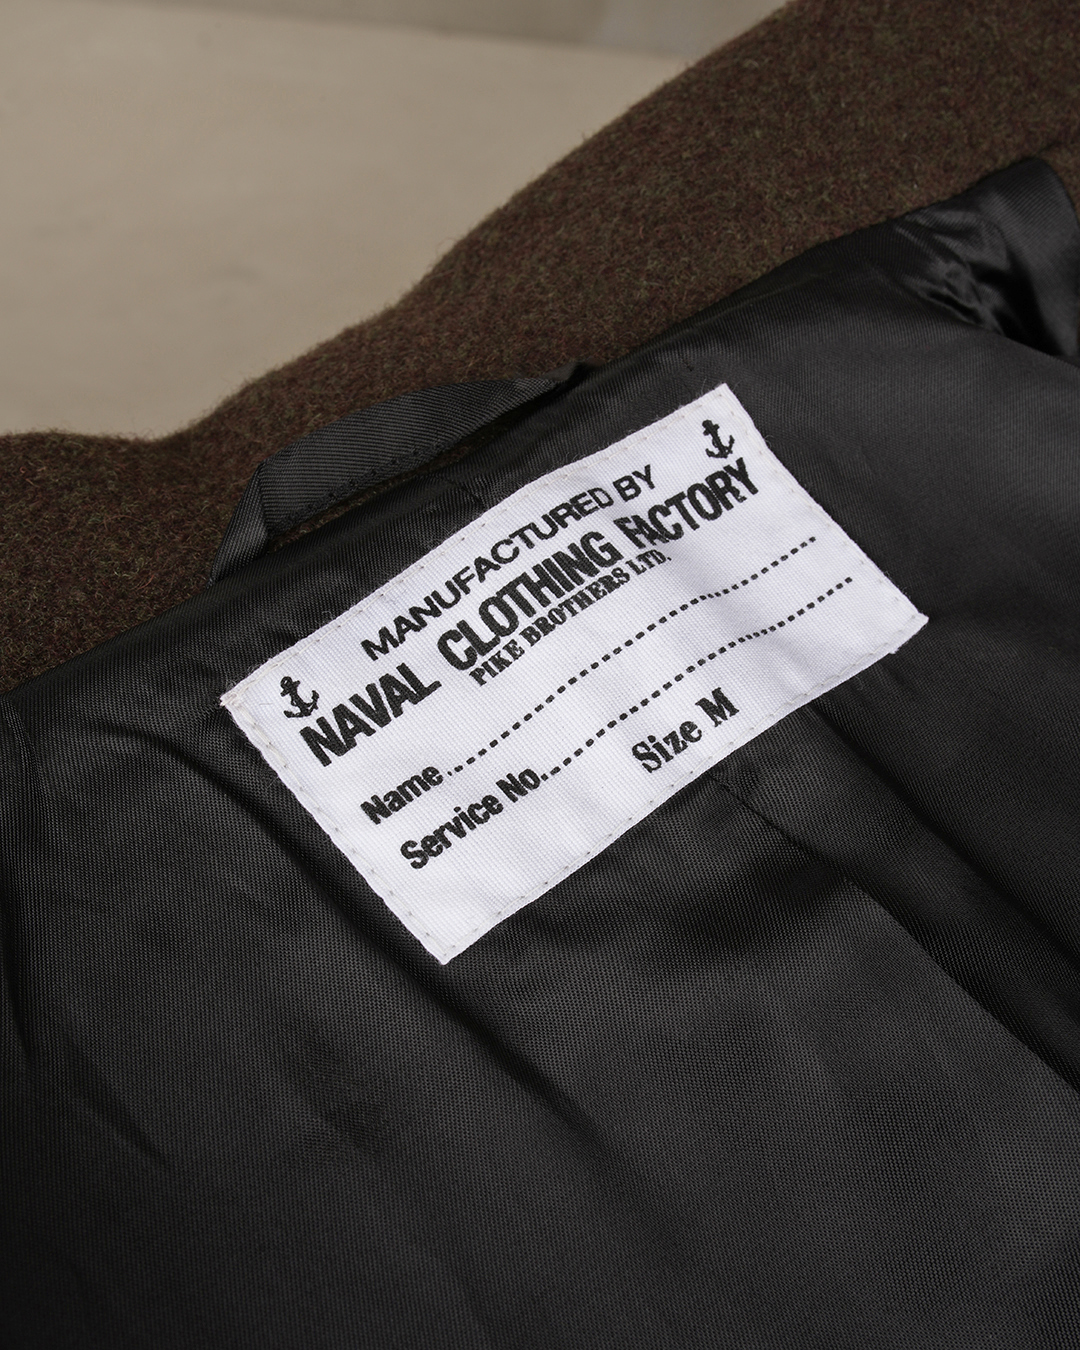 MANUFACTURED BY
NAVAL CLOTHING FACTORY
PIKE BROTHERS LTD.
Name....................................
Service No....................................
Size M